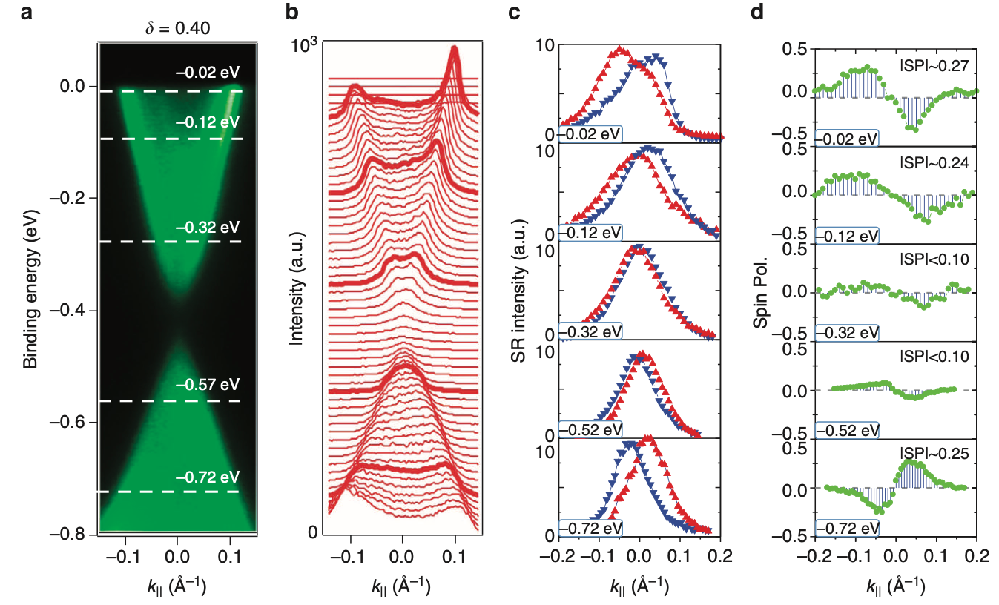 a
δ = 0.40
Binding energy (eV)
0.0
−0.2
−0.4
−0.6
−0.8
−0.02 eV
−0.12 eV
−0.32 eV
−0.57 eV
−0.72 eV
−0.1 0.0 0.1
k|| (Å−1)
b
10³
Intensity (a.u.)
0
−0.1 0.0 0.1
k|| (Å−1)
c
SR intensity (a.u.)
10
0
−0.02 eV
10
0
−0.12 eV
10
0
−0.32 eV
10
0
−0.52 eV
10
0
−0.72 eV
−0.2 −0.1 0.0 0.1 0.2
k|| (Å−1)
d
Spin Pol.
0.5
|SP|~0.27
0.0
−0.5
−0.02 eV
0.5
|SP|~0.24
0.0
−0.5
−0.12 eV
0.5
|SP|<0.10
0.0
−0.5
−0.32 eV
0.5
|SP|<0.10
0.0
−0.5
−0.52 eV
0.5
|SP|~0.25
0.0
−0.5
−0.72 eV
−0.2 −0.1 0.0 0.1 0.2
k|| (Å−1)